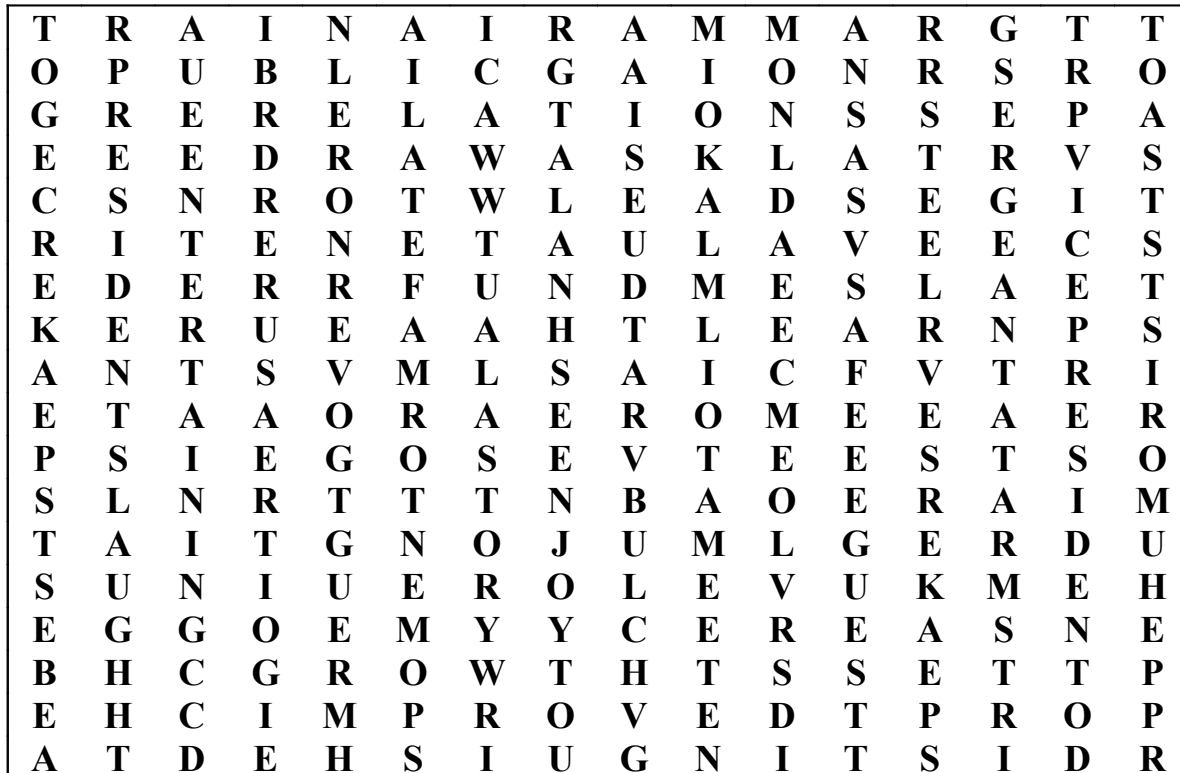 T R A I N A I R A M M A R G T T
O P U B L I C G A I O N R S R O
G R E R E L A T I O N S S E P A
E E E D R A W A S K L A T R V S
C S N R O T W L E A D S E G I T
R I T E N E T A U L A V E E C S
E D E R R F U N D M E S L A E T
K E R U E A A H T L E A R N P S
A N T S V M L S A I C F V T R I
E T A A O R A E R O M E E A E R
P S I E G O S E V T E E S T S O
S L N R T T T N B A O E R A I M
T A I T G N O J U M L G E R D U
S U N I U E R O L E V U K M E H
E G G O E M Y Y C E R E A S N E
B H C G R O W T H T S S E T T P
E H C I M P R O V E D T P R O P
A T D E H S I U G N I T S I D R